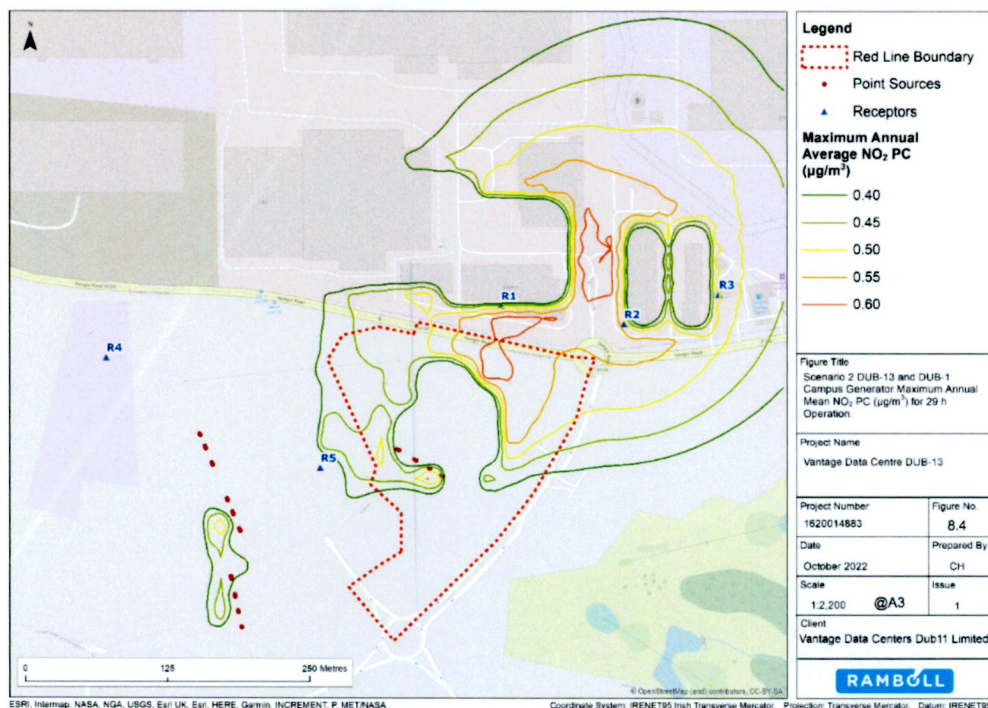 N
R1
R2
R3
R4
R5
0
125
250 Metres
© OpenStreetMap (and) contributors, CC-BY-SA
ESRI, Intermap, NASA, NGA, USGS, Esri UK, Esri, HERE, Garmin, INCREMENT, P, MET/NASA
Coordinate System: IRENET95 Irish Transverse Mercator. Projection: Transverse Mercator. Datum: IRENET95
Legend
Red Line Boundary
Point Sources
Receptors
Maximum Annual
Average NO₂ PC
(µg/m³)
0.40
0.45
0.50
0.55
0.60
Figure Title
Scenario 2 DUB-13 and DUB-1
Campus Generator Maximum Annual
Mean NO₂ PC (µg/m³) for 29 h
Operation.
Project Name
Vantage Data Centre DUB-13
Project Number
1620014883
Figure No.
8.4
Date
October 2022
Prepared By
CH
Scale
1:2,200 @A3
Issue
1
Client
Vantage Data Centers Dub11 Limited
RAMBOLL